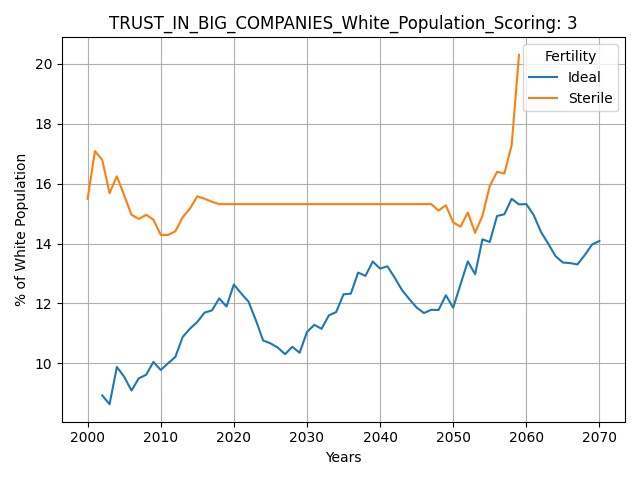 TRUST_IN_BIG_COMPANIES_White_Population_Scoring: 3
Fertility
Ideal
Sterile
% of White Population
20
18
16
14
12
10
2000 2010 2020 2030 2040 2050 2060 2070
Years